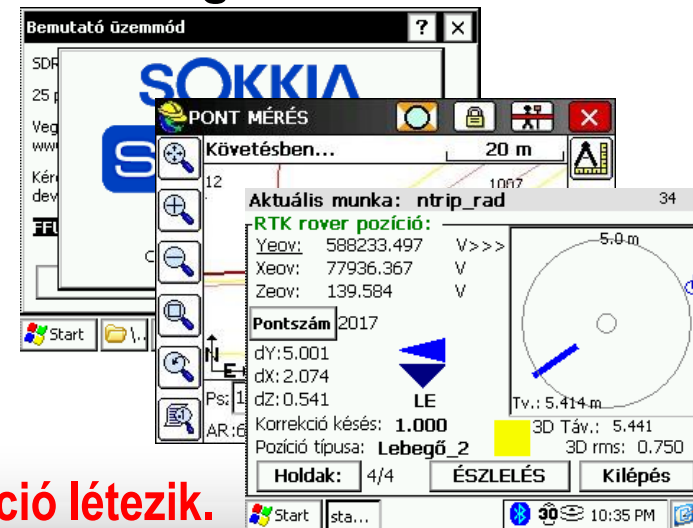 Bemutató üzemmód ? ×
SDR
25
Veg
www
Kér
dev
SOKKIA
S
Start \..
PONT MÉRÉS
Követésben... 20 m
12 1007
N
E
Ps: 1
AR:6
Aktuális munka: ntrip_rad 34
RTK rover pozíció:
Yeov: 588233.497 V>>>
Xeov: 77936.367 V
Zeov: 139.584 V
Pontszám 2017
dY:5.001
dX:2.074
dZ:0.541
LE
5.0 m
Tv.: 5.414 m
Korrekció késés: 1.000
3D Táv.: 5.441
Pozíció típusa: Lebegő_2
3D rms: 0.750
Holdak: 4/4 ÉSZLELÉS Kilépés
Start sta... 10:35 PM
ció létezik.